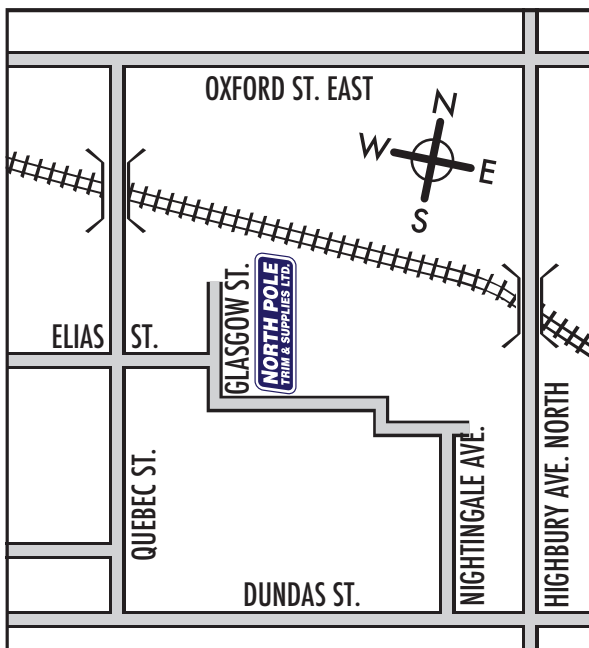 OXFORD ST. EAST
N
W
E
S
GLASGOW ST.
NORTH POLE
TRIM & SUPPLIES LTD.
ELIAS ST.
QUEBEC ST.
NIGHTINGALE AVE.
HIGHBURY AVE. NORTH
DUNDAS ST.